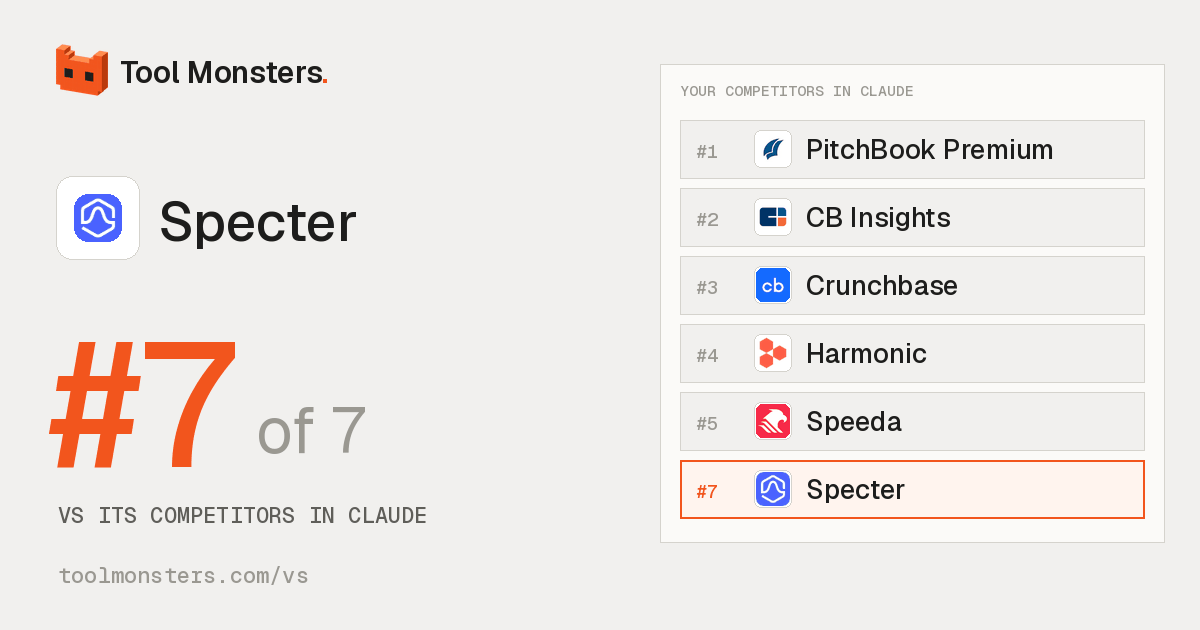 Tool Monsters.
Specter
#7 of 7
VS ITS COMPETITORS IN CLAUDE
toolmonsters.com/vs
YOUR COMPETITORS IN CLAUDE
#1 PitchBook Premium
#2 CB Insights
#3 cb Crunchbase
#4 Harmonic
#5 Speeda
#7 Specter